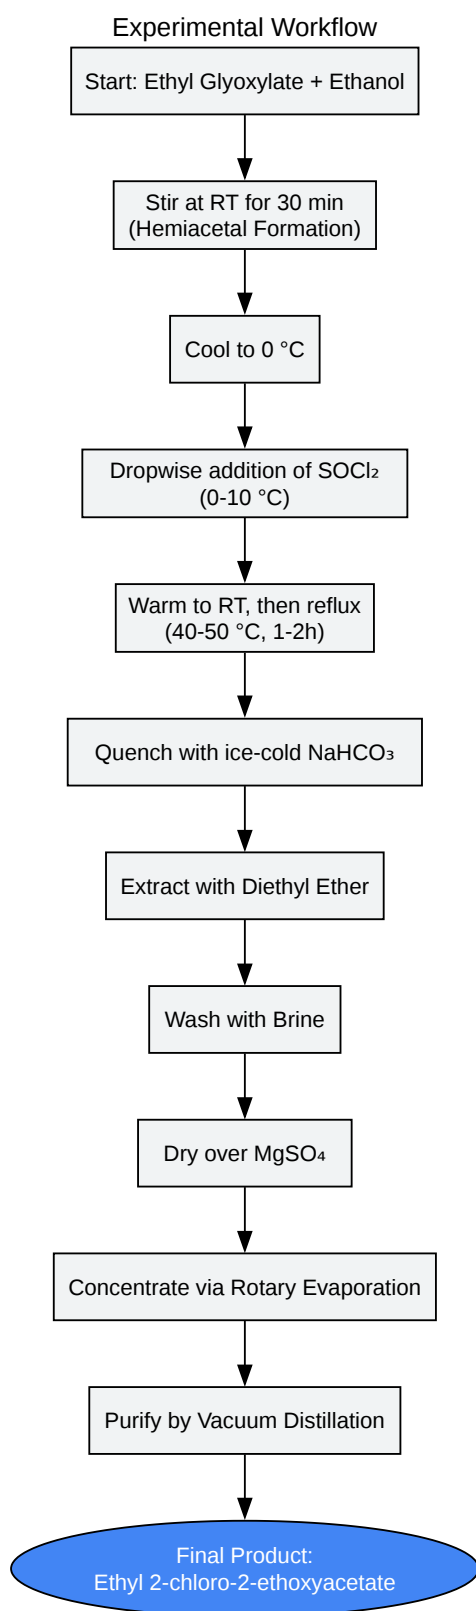 Experimental Workflow
Start: Ethyl Glyoxylate + Ethanol
Stir at RT for 30 min
(Hemiacetal Formation)
Cool to 0 °C
Dropwise addition of SOCl₂
(0-10 °C)
Warm to RT, then reflux
(40-50 °C, 1-2h)
Quench with ice-cold NaHCO₃
Extract with Diethyl Ether
Wash with Brine
Dry over MgSO₄
Concentrate via Rotary Evaporation
Purify by Vacuum Distillation
Final Product:
Ethyl 2-chloro-2-ethoxyacetate